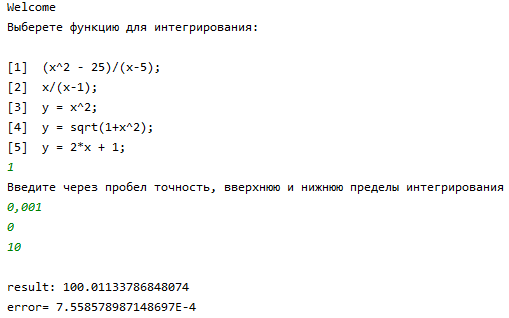 Welcome
Выберете функцию для интегрирования:
[1]  (x^2 - 25)/(x-5);
[2]  x/(x-1);
[3]  y = x^2;
[4]  y = sqrt(1+x^2);
[5]  y = 2*x + 1;
1
Введите через пробел точность, вверхнюю и нижнюю пределы интегрирования
0,001
0
10
result: 100.01133786848074
error= 7.558578987148697E-4